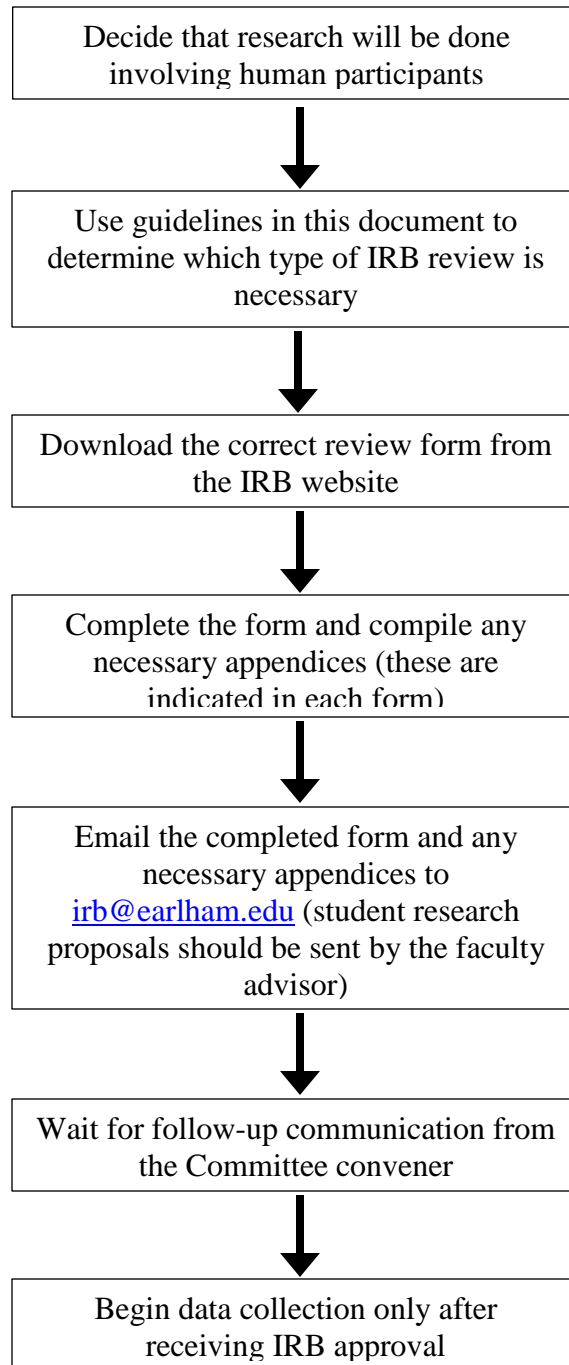 Decide that research will be done
involving human participants
Use guidelines in this document to
determine which type of IRB review is
necessary
Download the correct review form from
the IRB website
Complete the form and compile any
necessary appendices (these are
indicated in each form)
Email the completed form and any
necessary appendices to
irb@earlham.edu (student research
proposals should be sent by the faculty
advisor)
Wait for follow-up communication from
the Committee convener
Begin data collection only after
receiving IRB approval